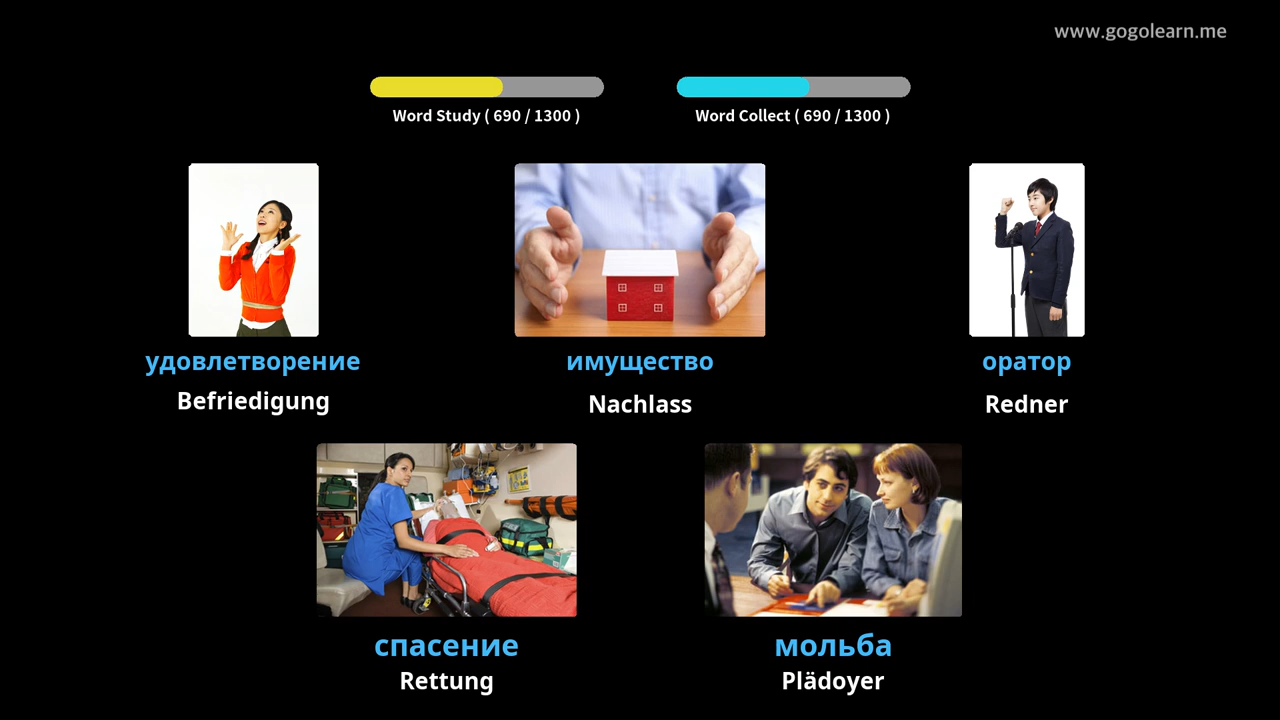 www.gogolearn.me
Word Study ( 690 / 1300 )
Word Collect ( 690 / 1300 )
удовлетворение
Befriedigung
имущество
Nachlass
оратор
Redner
спасение
Rettung
мольба
Plädoyer